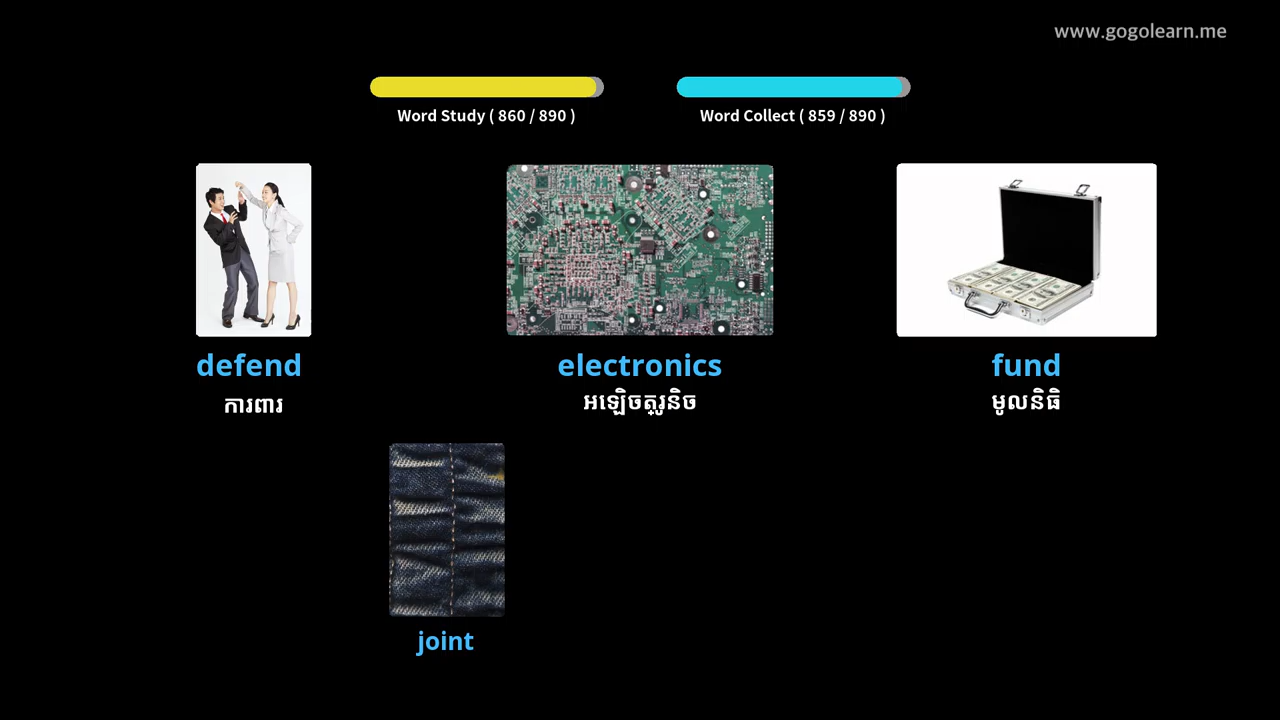 www.gogolearn.me
Word Study ( 860 / 890 )
Word Collect ( 859 / 890 )
defend
ការពារ
electronics
អេឡិចត្រូនិច
fund
មូលនិធិ
joint